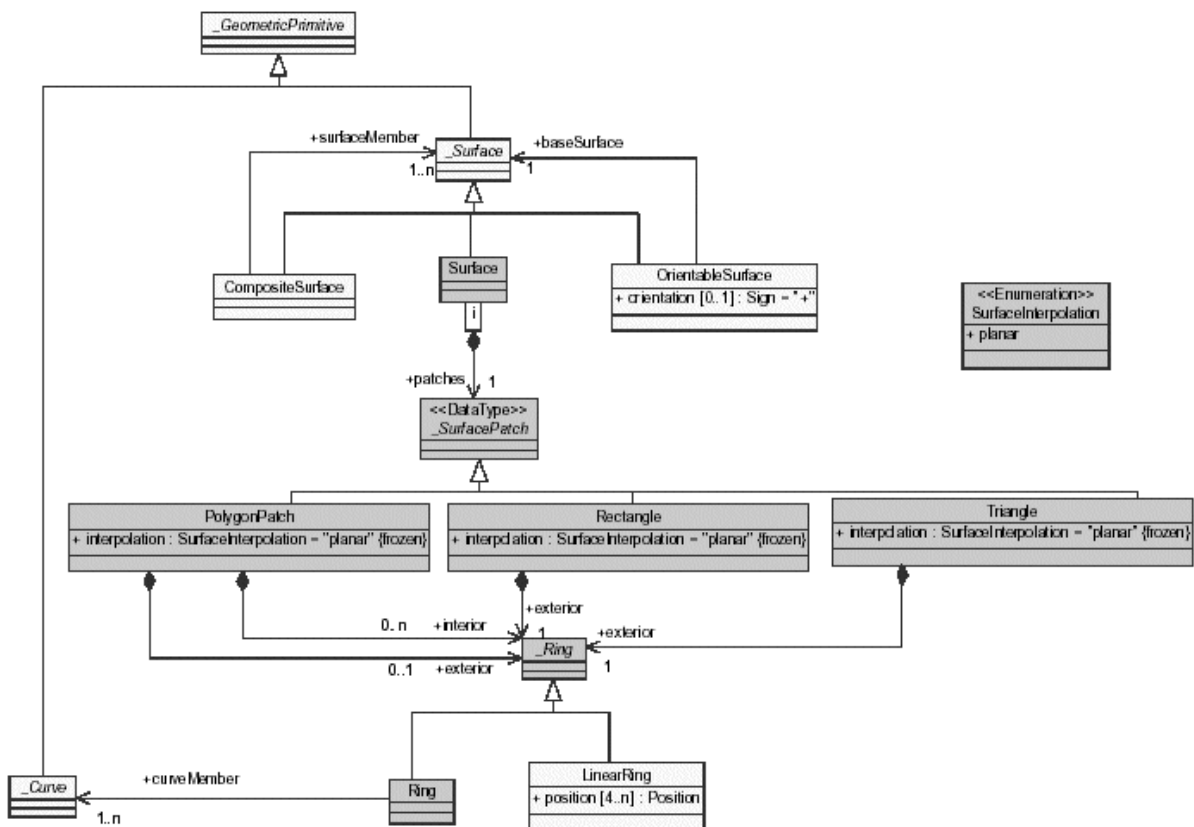 _GeometricPrimitive
+surfaceMember
_Surface
+baseSurface
1..n
1
CompositeSurface
Surface
i
OrientableSurface
+ orientation [0..1] : Sign = "+"
<<Enumeration>>
SurfaceInterpolation
+ planar
+patches
1
<<DataType>>
_SurfacePatch
PolygonPatch
+ interpolation : SurfaceInterpolation = "planar" {frozen}
Rectangle
+ interpolation : SurfaceInterpolation = "planar" {frozen}
Triangle
+ interpolation : SurfaceInterpolation = "planar" {frozen}
+exterior
0..n
+interior
1
+exterior
_Ring
0..1
+exterior
1
+curveMember
_Curve
1..n
Ring
LinearRing
+ position [4..n] : Position